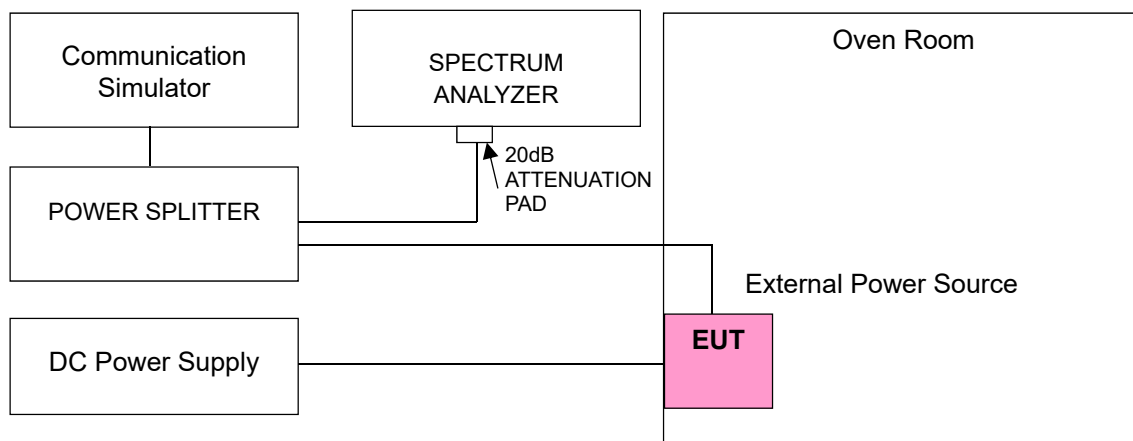 Communication
Simulator
SPECTRUM
ANALYZER
Oven Room
20dB
ATTENUATION
PAD
POWER SPLITTER
External Power Source
EUT
DC Power Supply